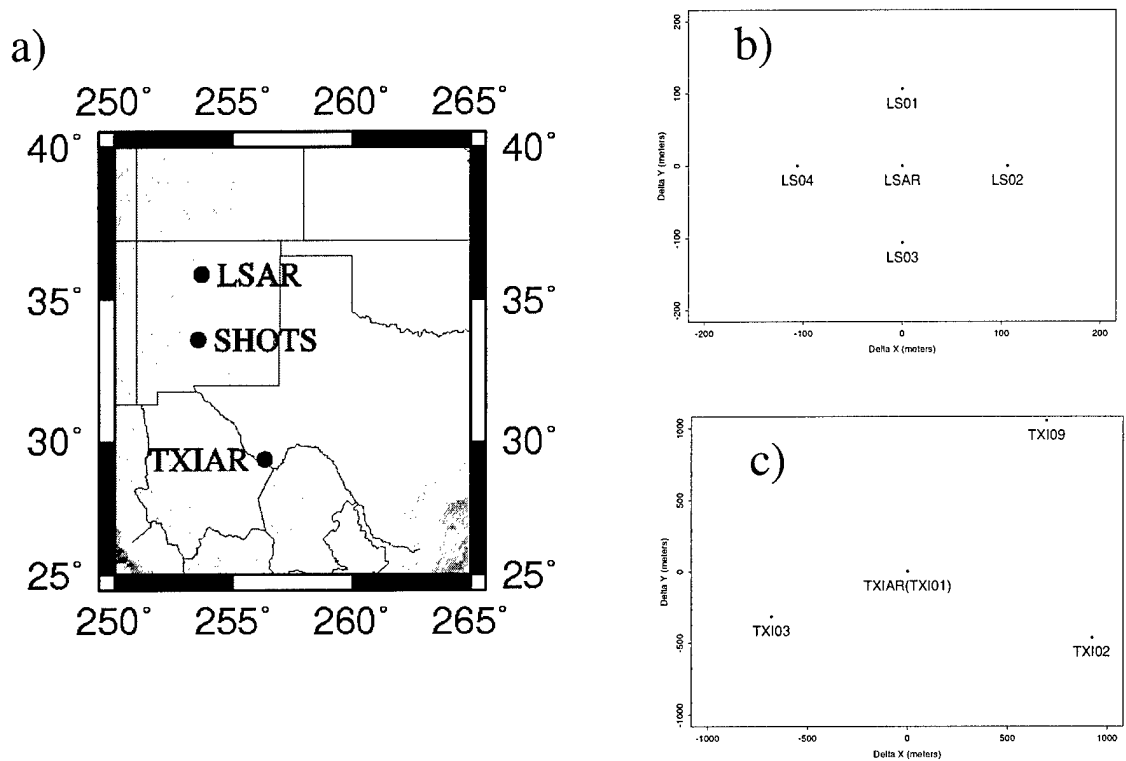 a)
250° 255° 260° 265°
40° 40°
LSAR
35° 35°
SHOTS
30° 30°
TXIAR
25° 25°
250° 255° 260° 265°
b)
200
100
0
-100
-200
Delta Y (meters)
LS01
LS04 LSAR LS02
LS03
-200 -100 0 100 200
Delta X (meters)
c)
1000
500
0
-500
-1000
Delta Y (meters)
TXI09
TXIAR(TXI01)
TXI03
TXI02
-1000 -500 0 500 1000
Delta X (meters)